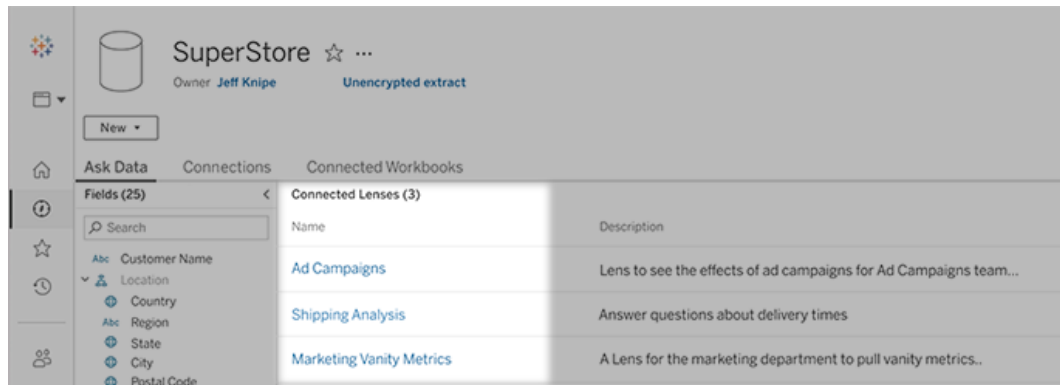 SuperStore ☆ ...
Owner Jeff Knipe Unencrypted extract
New
Ask Data Connections Connected Workbooks
Fields (25)
Search
Abc Customer Name
Location
Country
Abc Region
State
City
Postal Code
Connected Lenses (3)
Name Description
Ad Campaigns Lens to see the effects of ad campaigns for Ad Campaigns team...
Shipping Analysis Answer questions about delivery times
Marketing Vanity Metrics A Lens for the marketing department to pull vanity metrics..